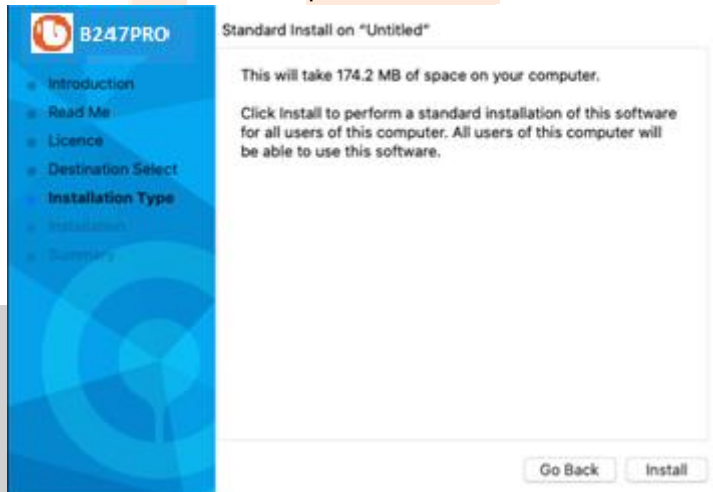 B247PRO
Standard Install on "Untitled"
Introduction
Read Me
Licence
Destination Select
Installation Type
Installation
Summary
This will take 174.2 MB of space on your computer.
Click Install to perform a standard installation of this software
for all users of this computer. All users of this computer will
be able to use this software.
Go Back
Install